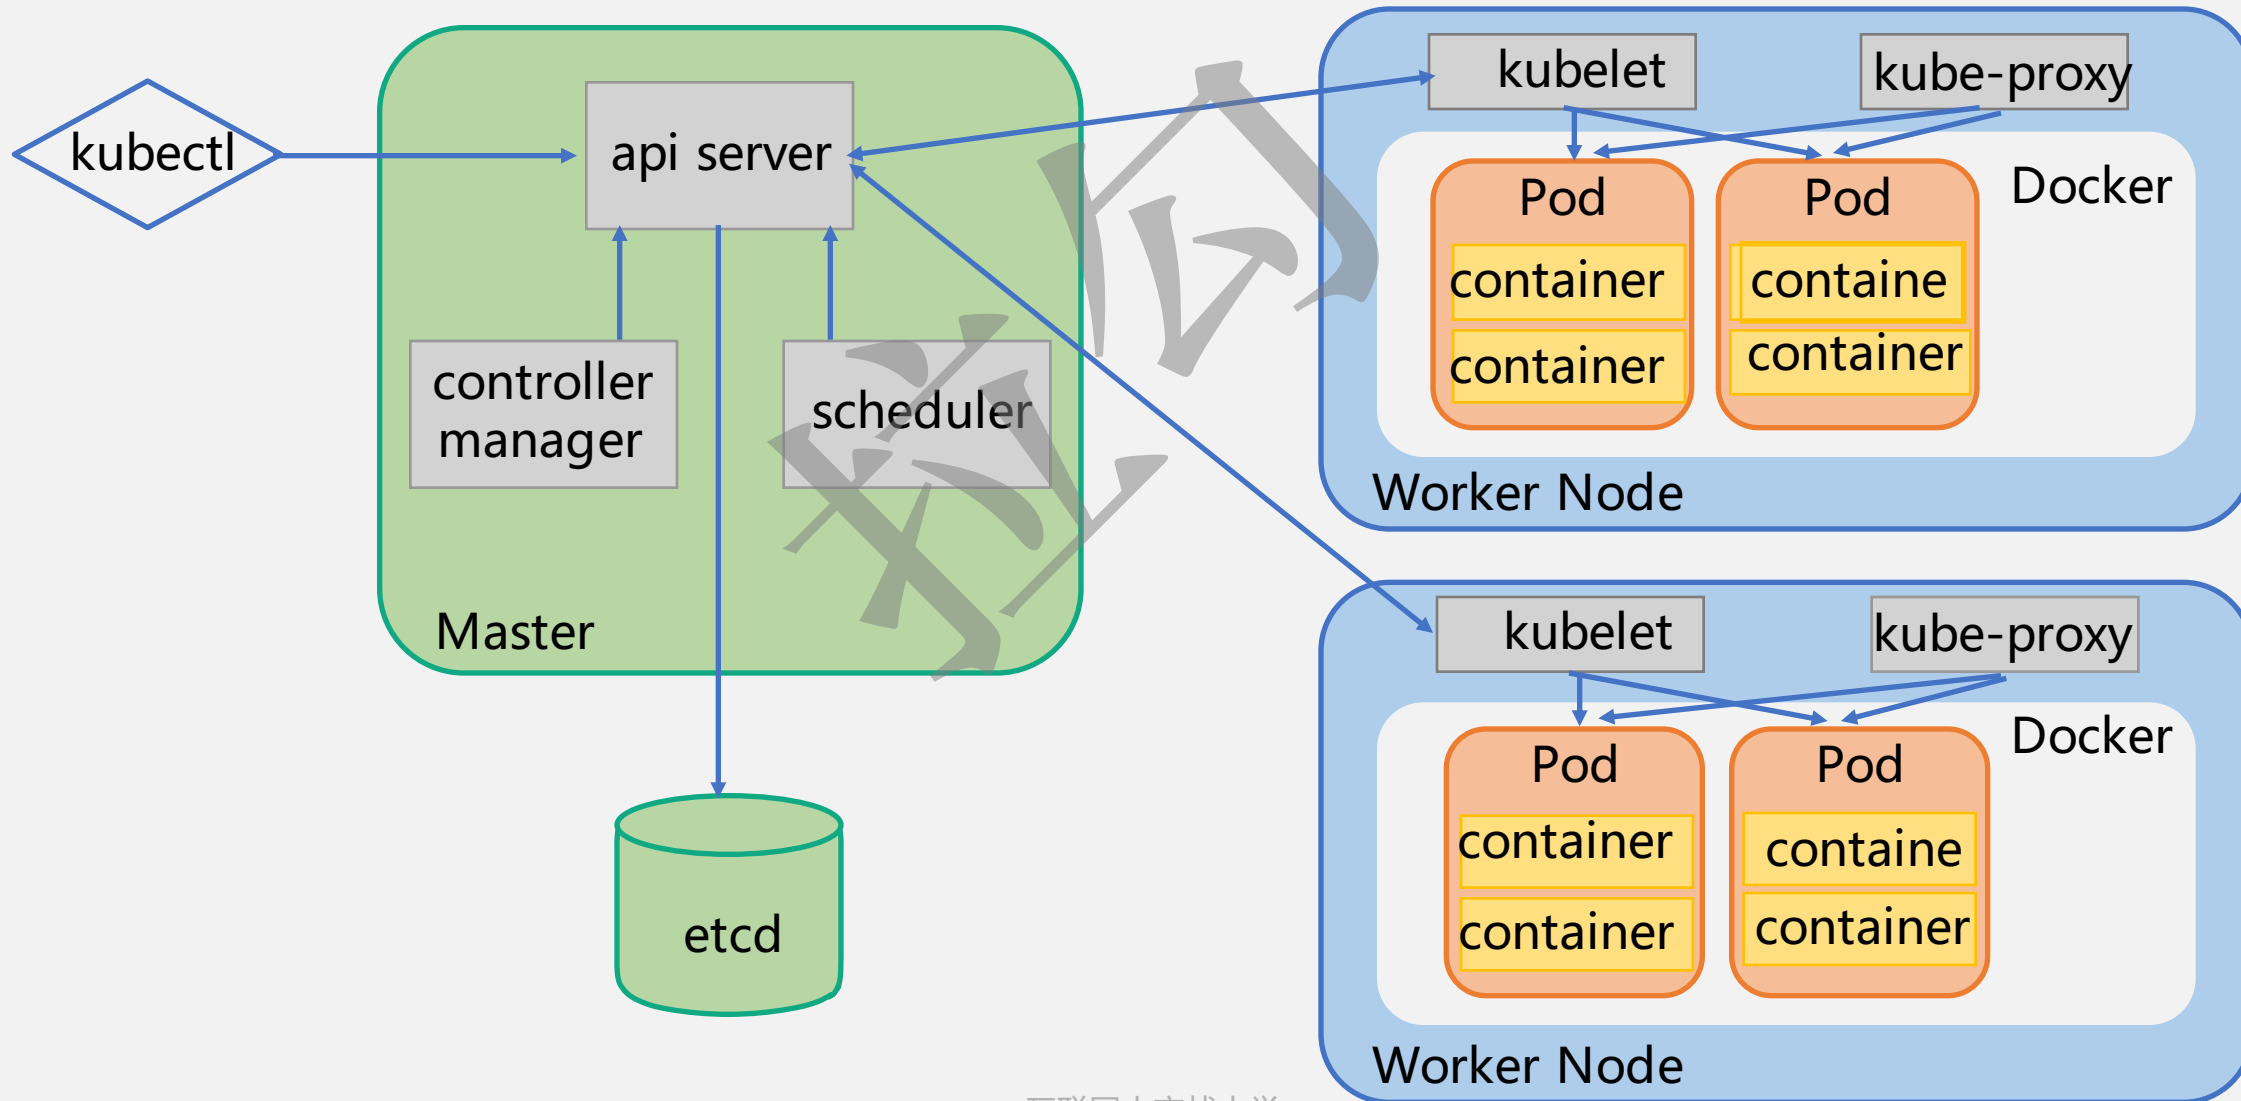 kubectl
api server
controller
manager
scheduler
Master
etcd
kubelet
kube-proxy
Docker
Pod
container
container
Pod
containe
container
Worker Node
kubelet
kube-proxy
Docker
Pod
container
container
Pod
containe
container
Worker Node